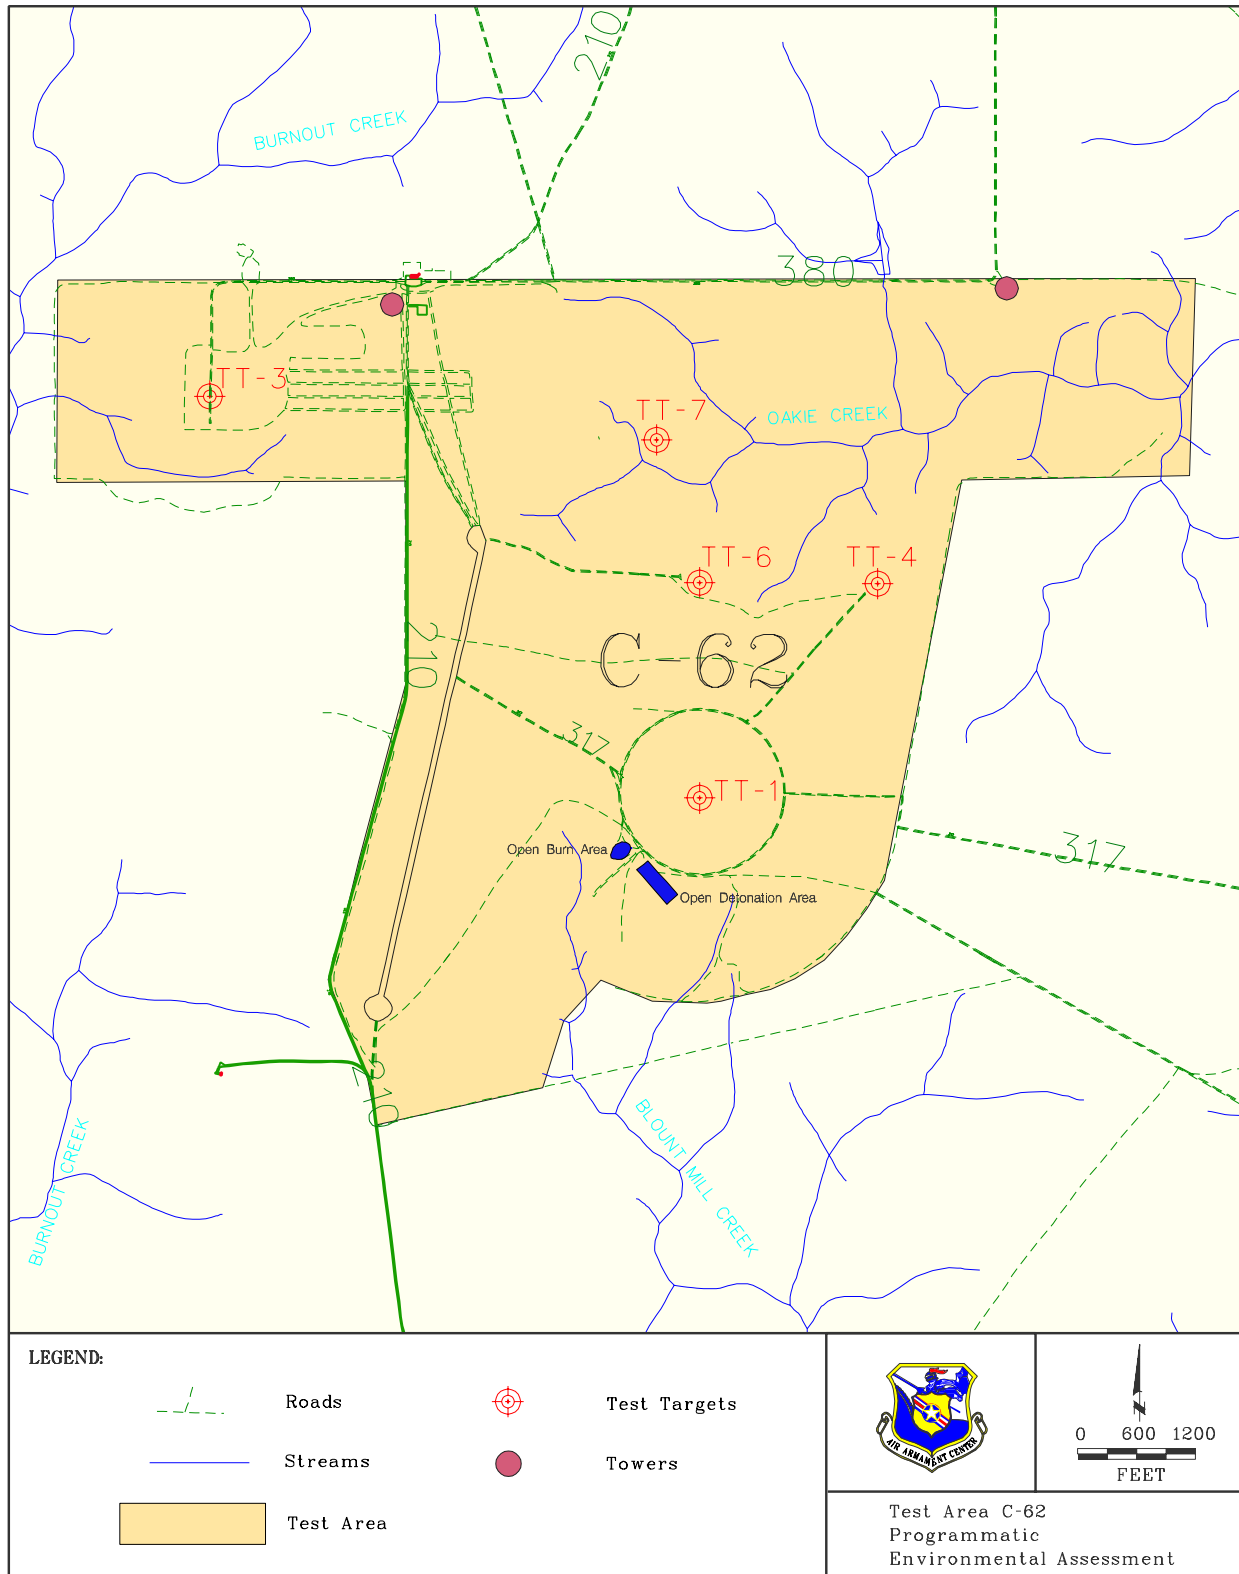 210
BURNOUT CREEK
380
TT-3
TT-7
OAKIE CREEK
TT-6
TT-4
C-62
210
317
TT-1
Open Burn Area
317
Open Detonation Area
210
BURNOUT CREEK
BLOUNT MILL CREEK
LEGEND:
Roads
Test Targets
Streams
Towers
Test Area
AIR ARMAMENT CENTER
0 600 1200
FEET
Test Area C-62
Programmatic
Environmental Assessment